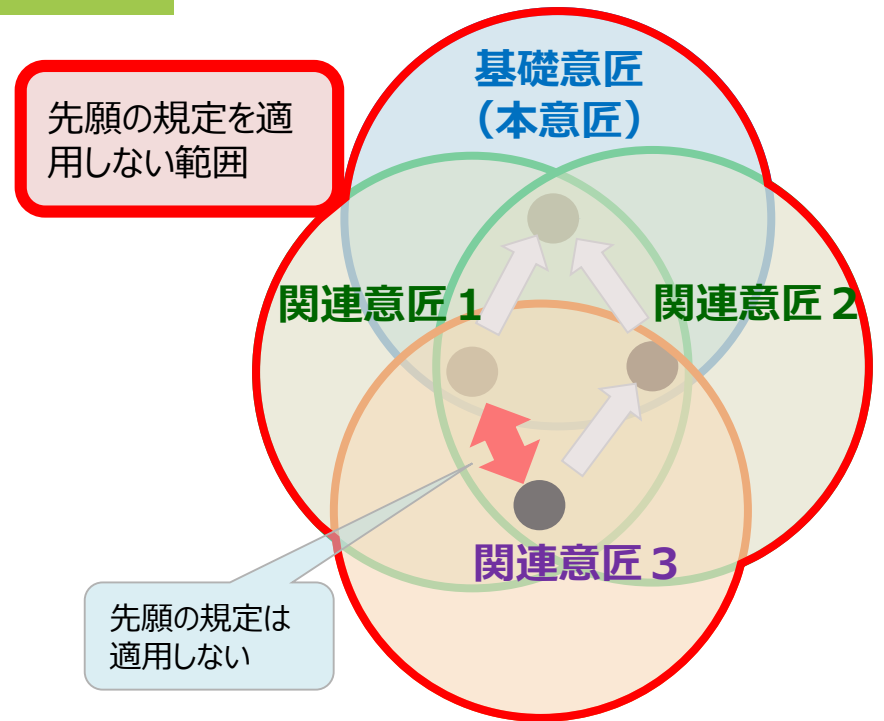 基礎意匠
（本意匠）
先願の規定を適
用しない範囲
関連意匠１
関連意匠２
関連意匠３
先願の規定は
適用しない